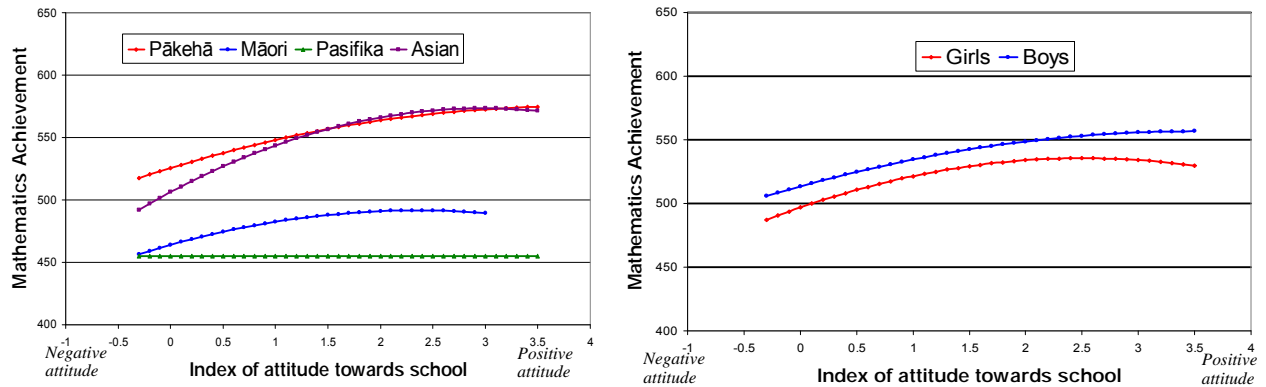 650
600
550
500
450
400
Mathematics Achievement
Pākehā Māori Pasifika Asian
-1 -0.5 0 0.5 1 1.5 2 2.5 3 3.5 4
Negative
attitude
Index of attitude towards school
Positive
attitude
650
600
550
500
450
400
Mathematics Achievement
Girls Boys
-1 -0.5 0 0.5 1 1.5 2 2.5 3 3.5 4
Negative
attitude
Index of attitude towards school
Positive
attitude